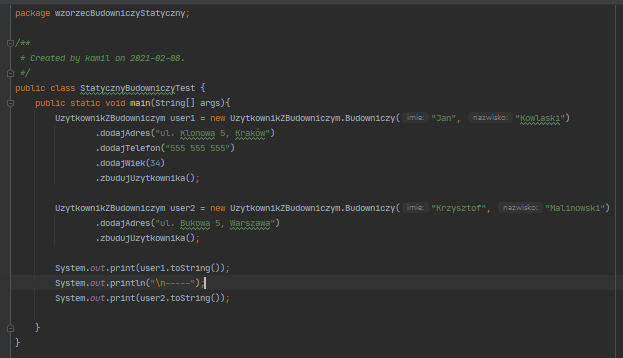 package wzorzecBudowniczyStatyczny;
/**
* Created by kamil on 2021-02-08.
*/
public class StatycznyBudowniczyTest {
public static void main(String[] args){
UzytkownikZBudowniczym user1 = new UzytkownikZBudowniczym.Budowniczy( imie: "Jan", nazwisko: "Kowlaski")
.dodajAdres("ul. Klonowa 5, Kraków")
.dodajTelefon("555 555 555")
.dodajWiek(34)
.zbudujUzytkownika();
UzytkownikZBudowniczym user2 = new UzytkownikZBudowniczym.Budowniczy( imie: "Krzysztof", nazwisko: "Malinowski")
.dodajAdres("ul. Bukowa 5, Warszawa")
.zbudujUzytkownika();
System.out.print(user1.toString());
System.out.println("\n-----");
System.out.print(user2.toString());
}
}